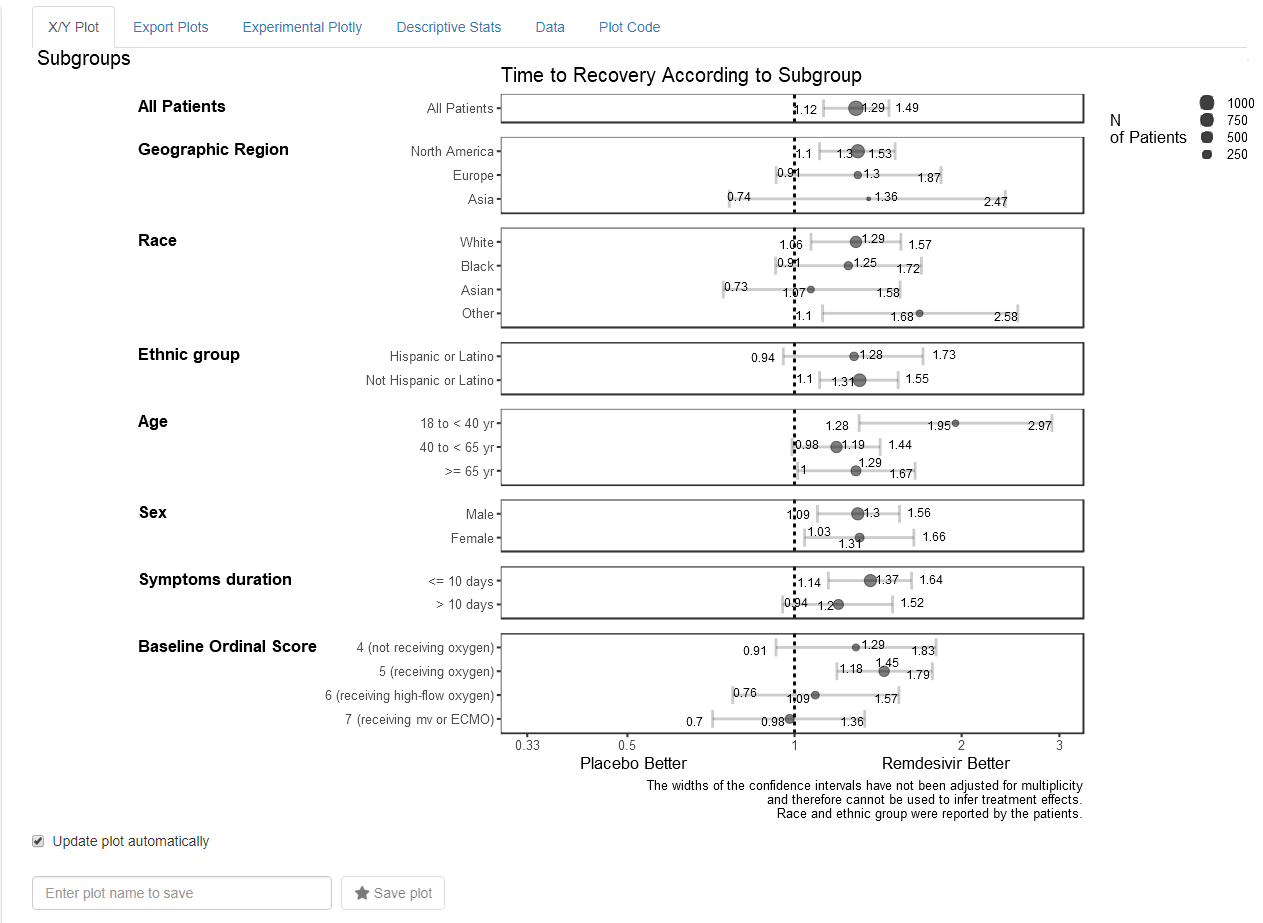 X/Y Plot Export Plots Experimental Plotly Descriptive Stats Data Plot Code
Subgroups
Time to Recovery According to Subgroup
N
of Patients
1000
750
500
250
All Patients
All Patients 1.12 1.29 1.49
Geographic Region
North America 1.1 1.3 1.53
Europe 0.91 1.3 1.87
Asia 0.74 1.36 2.47
Race
White 1.06 1.29 1.57
Black 0.91 1.25 1.72
Asian 0.73 1.07 1.58
Other 1.1 1.68 2.58
Ethnic group
Hispanic or Latino 0.94 1.28 1.73
Not Hispanic or Latino 1.1 1.31 1.55
Age
18 to < 40 yr 1.28 1.95 2.97
40 to < 65 yr 0.98 1.19 1.44
>= 65 yr 1 1.29 1.67
Sex
Male 1.09 1.3 1.56
Female 1.03 1.31 1.66
Symptoms duration
<= 10 days 1.14 1.37 1.64
> 10 days 0.94 1.2 1.52
Baseline Ordinal Score
4 (not receiving oxygen) 0.91 1.29 1.83
5 (receiving oxygen) 1.18 1.45 1.79
6 (receiving high-flow oxygen) 0.76 1.09 1.57
7 (receiving mv or ECMO) 0.7 0.98 1.36
0.33 0.5 1 2 3
Placebo Better Remdesivir Better
The widths of the confidence intervals have not been adjusted for multiplicity
and therefore cannot be used to infer treatment effects.
Race and ethnic group were reported by the patients.
Update plot automatically
Enter plot name to save Save plot